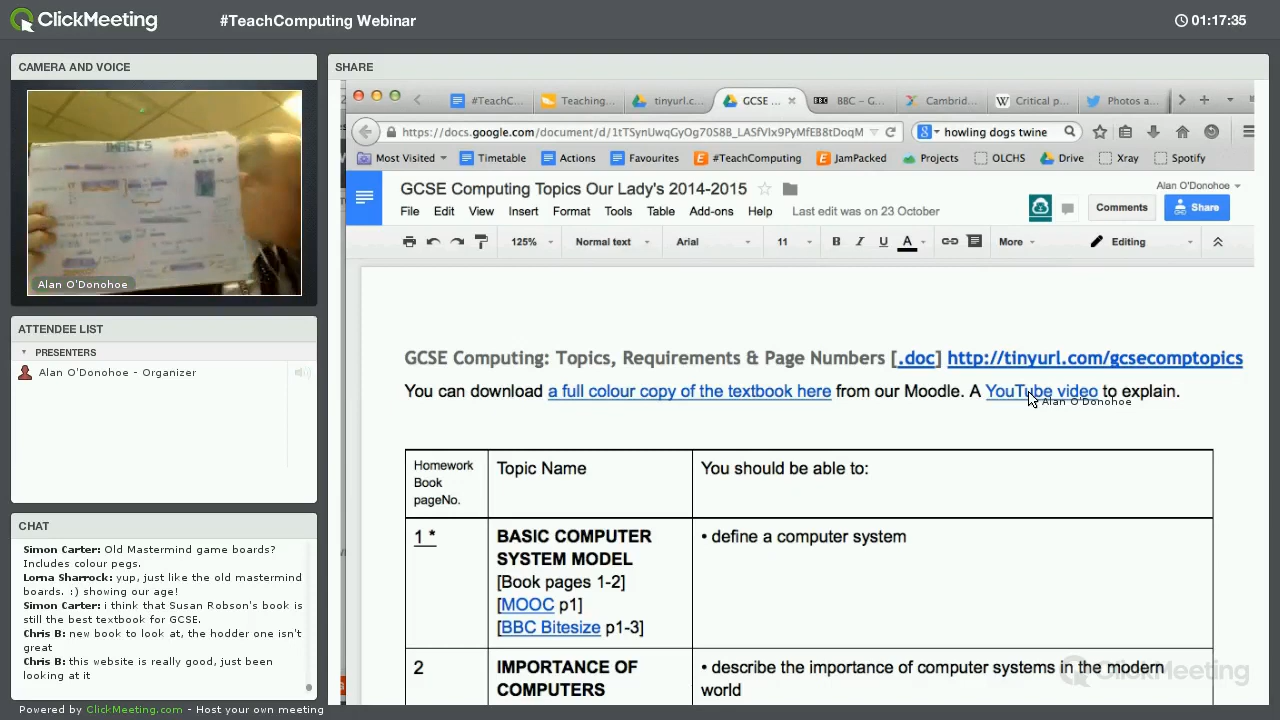 ClickMeeting
#TeachComputing Webinar
01:17:35
CAMERA AND VOICE
IMAGES
Alan O'Donohoe
ATTENDEE LIST
PRESENTERS
Alan O'Donohoe - Organizer
CHAT
Simon Carter: Old Mastermind game boards?
Includes colour pegs.
Lorna Sharrock: yup, just like the old mastermind
boards. :) showing our age!
Simon Carter: i think that Susan Robson's book is
still the best textbook for GCSE.
Chris B: new book to look at, the hodder one isn't
great
Chris B: this website is really good, just been
looking at it
Powered by ClickMeeting.com - Host your own meeting
SHARE
#TeachC...
Teaching...
tinyurl.c...
GCSE ...
BBC - G...
Cambrid...
Critical p...
Photos a...
https://docs.google.com/document/d/1tTSynUwqGyOg70S8B_LASfVlx9PyMfEB8tDoqM
howling dogs twine
Most Visited
Timetable
Actions
Favourites
#TeachComputing
JamPacked
Projects
OLCHS
Drive
Xray
Spotify
GCSE Computing Topics Our Lady's 2014-2015
Alan O'Donohoe
File Edit View Insert Format Tools Table Add-ons Help Last edit was on 23 October
Comments
Share
125% Normal text Arial 11 B I U A More Editing
GCSE Computing: Topics, Requirements & Page Numbers [.doc] http://tinyurl.com/gcsecomptopics
You can download a full colour copy of the textbook here from our Moodle. A YouTube video to explain.
Alan O'Donohoe
Homework
Book
pageNo.
Topic Name
You should be able to:
1 *
BASIC COMPUTER
SYSTEM MODEL
[Book pages 1-2]
[MOOC p1]
[BBC Bitesize p1-3]
• define a computer system
2
IMPORTANCE OF
COMPUTERS
• describe the importance of computer systems in the modern
world
ClickMeeting